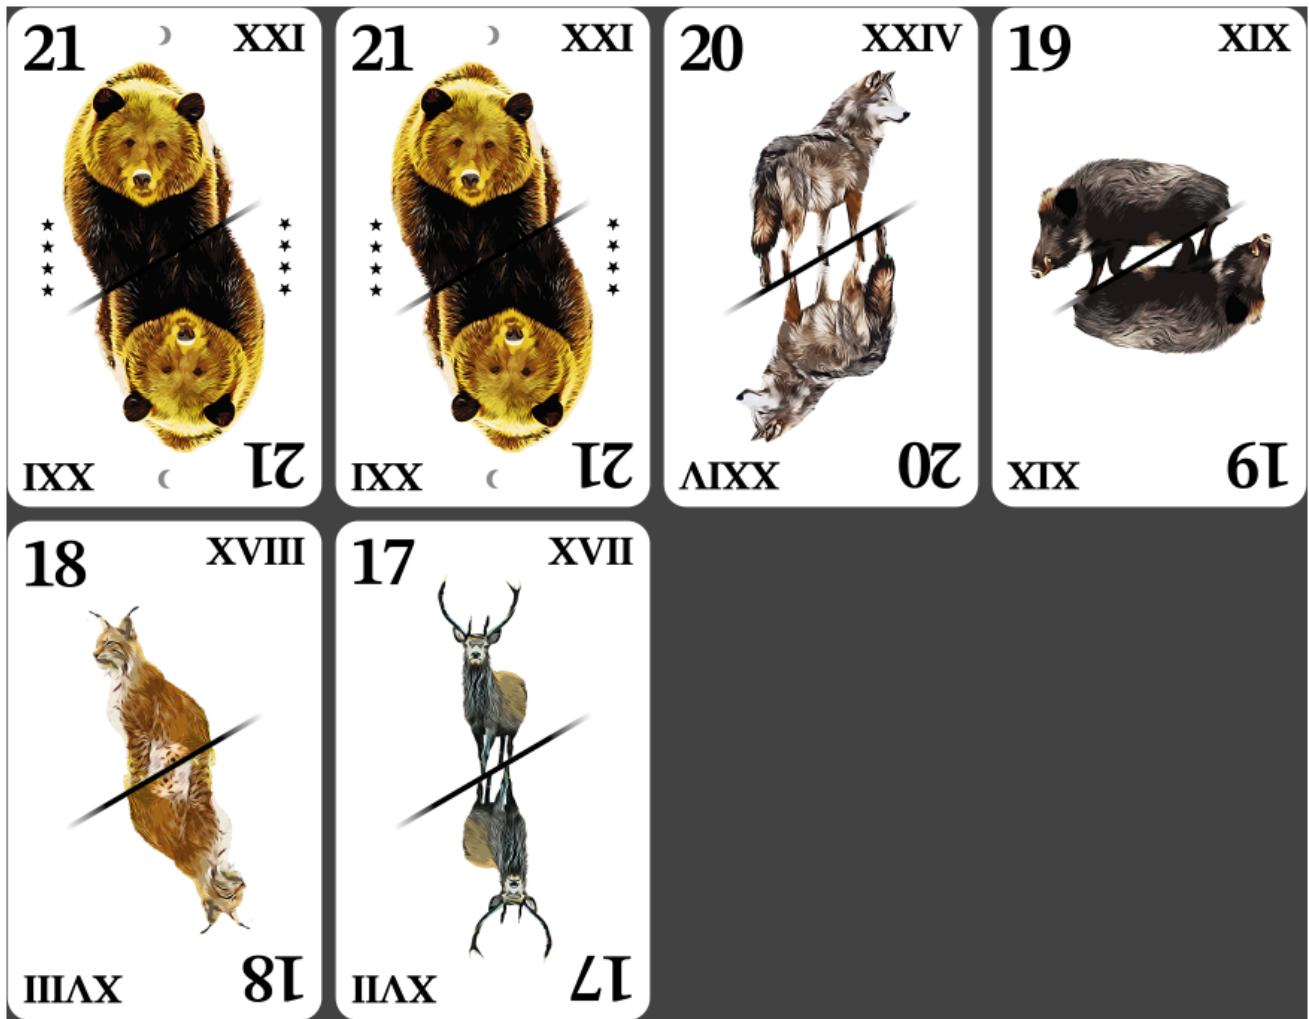 21 XXI
XXI 21
21 XXI
XXI 21
20 XXIV
XXIV 20
19 XIX
XIX 19
18 XVIII
XVIII 18
17 XVII
XVII 17